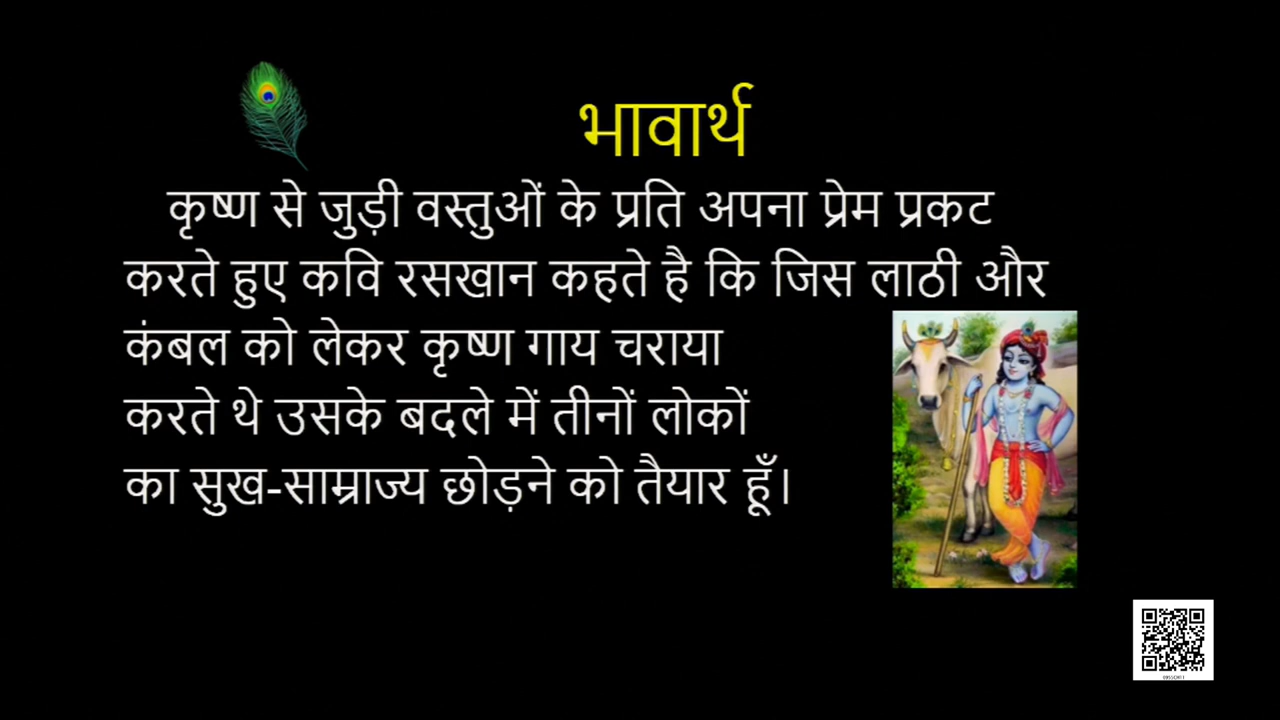 भावार्थ
कृष्ण से जुड़ी वस्तुओं के प्रति अपना प्रेम प्रकट
करते हुए कवि रसखान कहते है कि जिस लाठी और
कंबल को लेकर कृष्ण गाय चराया
करते थे उसके बदले में तीनों लोकों
का सुख-साम्राज्य छोड़ने को तैयार हूँ।